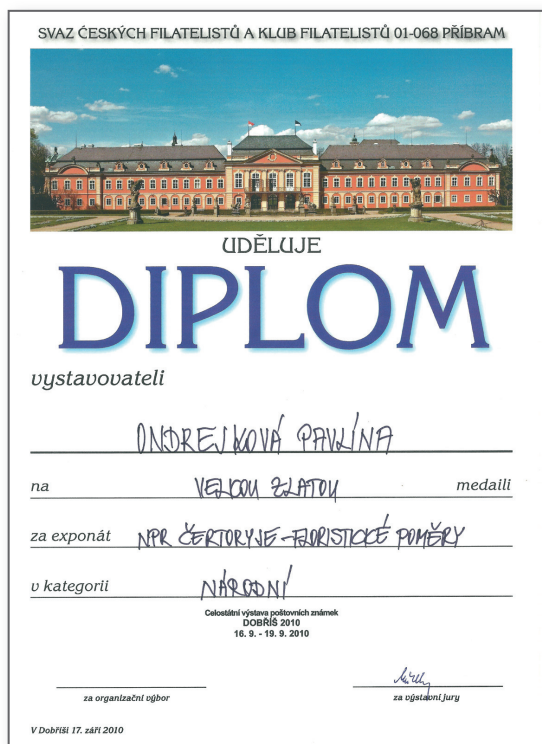 SVAZ ČESKÝCH FILATELISTŮ A KLUB FILATELISTŮ 01-068 PŘÍBRAM
UDĚLUJE
DIPLOM
vystavovateli
ONDREJKOVÁ PAVLÍNA
na VELKOU ZLATOU medaili
za exponát NPR ČERTORYJE-FLORISTICKÉ POMĚRY
v kategorii NÁRODNÍ
Celostátní výstava poštovních známek
DOBŘÍŠ 2010
16. 9. - 19. 9. 2010
za organizační výbor za výstavní jury
V Dobříši 17. září 2010